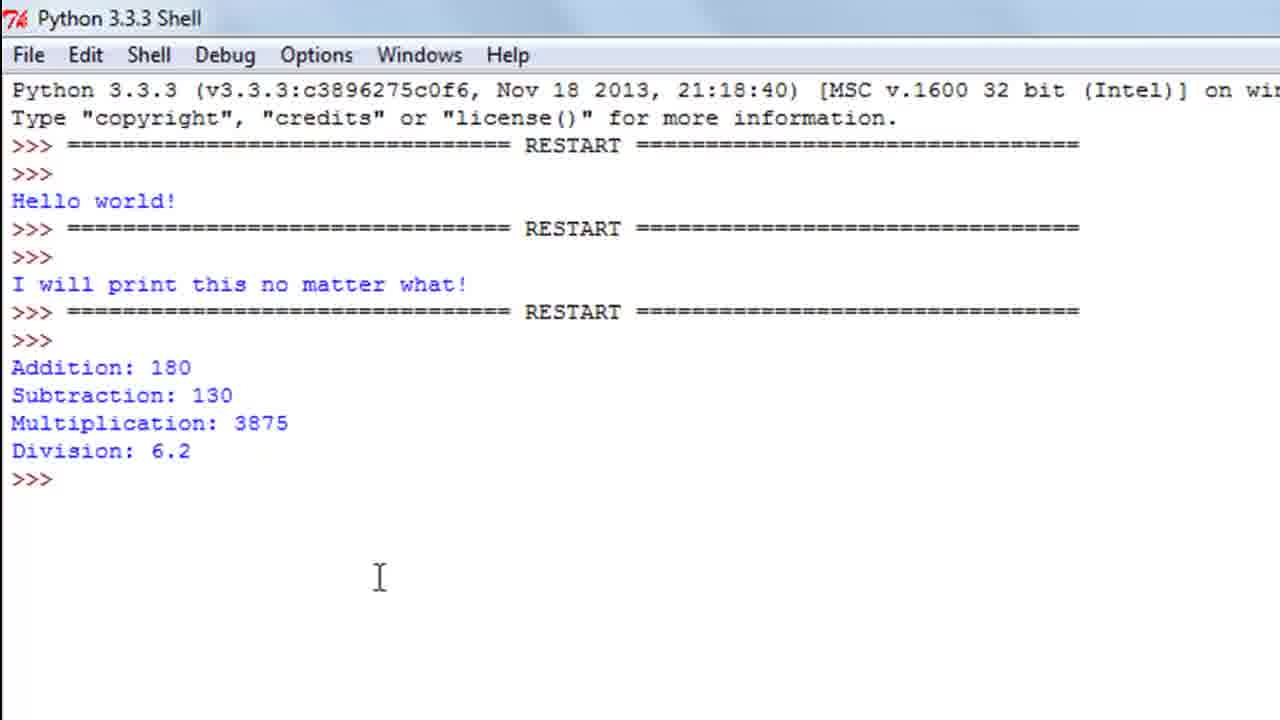 Python 3.3.3 Shell
File Edit Shell Debug Options Windows Help
Python 3.3.3 (v3.3.3:c3896275c0f6, Nov 18 2013, 21:18:40) [MSC v.1600 32 bit (Intel)] on
Type "copyright", "credits" or "license()" for more information.
>>> ================================ RESTART ================================
>>>
Hello world!
>>> ================================ RESTART ================================
>>>
I will print this no matter what!
>>> ================================ RESTART ================================
>>>
Addition: 180
Subtraction: 130
Multiplication: 3875
Division: 6.2
>>>